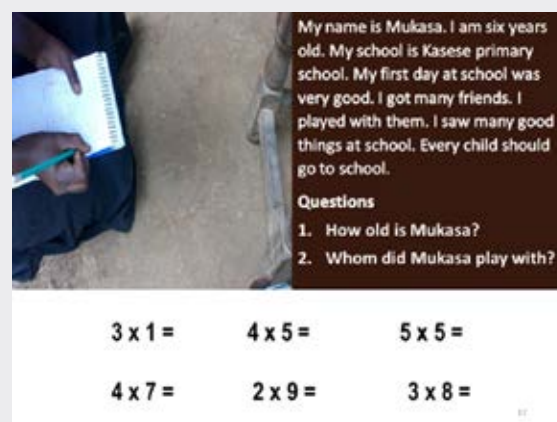 My name is Mukasa. I am six years
old. My school is Kasese primary
school. My first day at school was
very good. I got many friends. I
played with them. I saw many good
things at school. Every child should
go to school.
Questions
1. How old is Mukasa?
2. Whom did Mukasa play with?
3 x 1 = 4 x 5 = 5 x 5 =
4 x 7 = 2 x 9 = 3 x 8 =